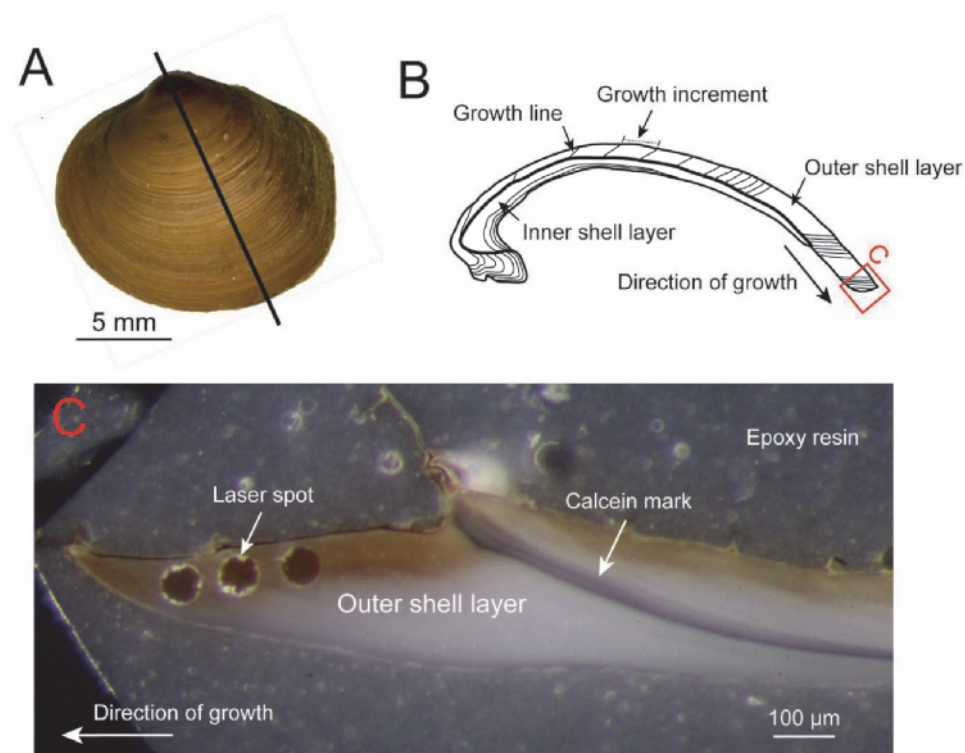 A
5 mm
B
Growth increment
Growth line
Outer shell layer
Inner shell layer
C
Direction of growth
C
Epoxy resin
Laser spot
Calcein mark
Outer shell layer
Direction of growth
100 µm